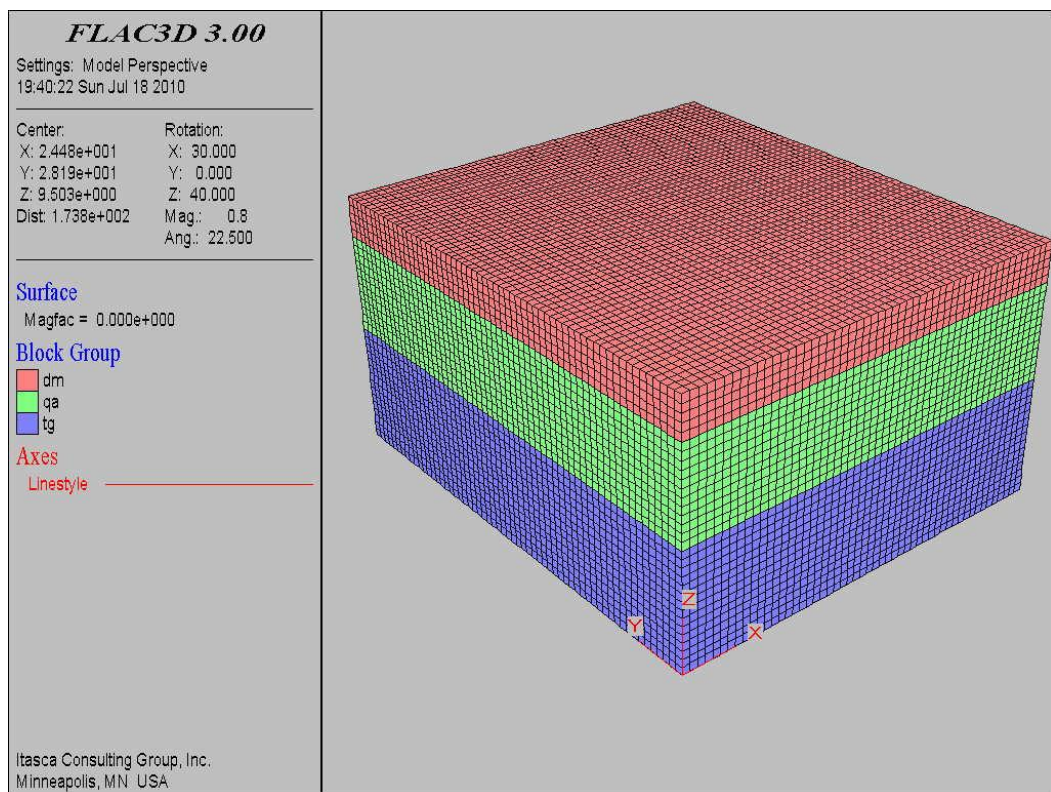 FLAC3D 3.00
Settings: Model Perspective
19:40:22 Sun Jul 18 2010
Center: Rotation:
X: 2.448e+001 X: 30.000
Y: 2.819e+001 Y: 0.000
Z: 9.503e+000 Z: 40.000
Dist: 1.738e+002 Mag.: 0.8
Ang.: 22.500
Surface
Magfac = 0.000e+000
Block Group
dm
qa
tg
Axes
Linestyle
Z
Y
X
Itasca Consulting Group, Inc.
Minneapolis, MN USA